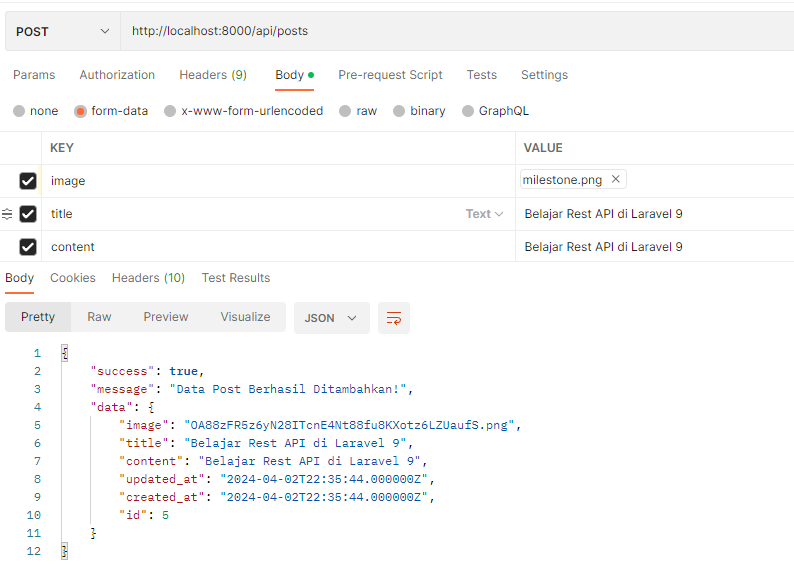 POST http://localhost:8000/api/posts
Params Authorization Headers (9) Body Pre-request Script Tests Settings
none form-data x-www-form-urlencoded raw binary GraphQL
KEY VALUE
image milestone.png ×
title Text Belajar Rest API di Laravel 9
content Belajar Rest API di Laravel 9
Body Cookies Headers (10) Test Results
Pretty Raw Preview Visualize JSON
1 {
2 "success": true,
3 "message": "Data Post Berhasil Ditambahkan!",
4 "data": {
5 "image": "OA88zFR5z6yN28ITcnE4Nt88fu8KXotz6LZUaufS.png",
6 "title": "Belajar Rest API di Laravel 9",
7 "content": "Belajar Rest API di Laravel 9",
8 "updated_at": "2024-04-02T22:35:44.000000Z",
9 "created_at": "2024-04-02T22:35:44.000000Z",
10 "id": 5
11 }
12 }